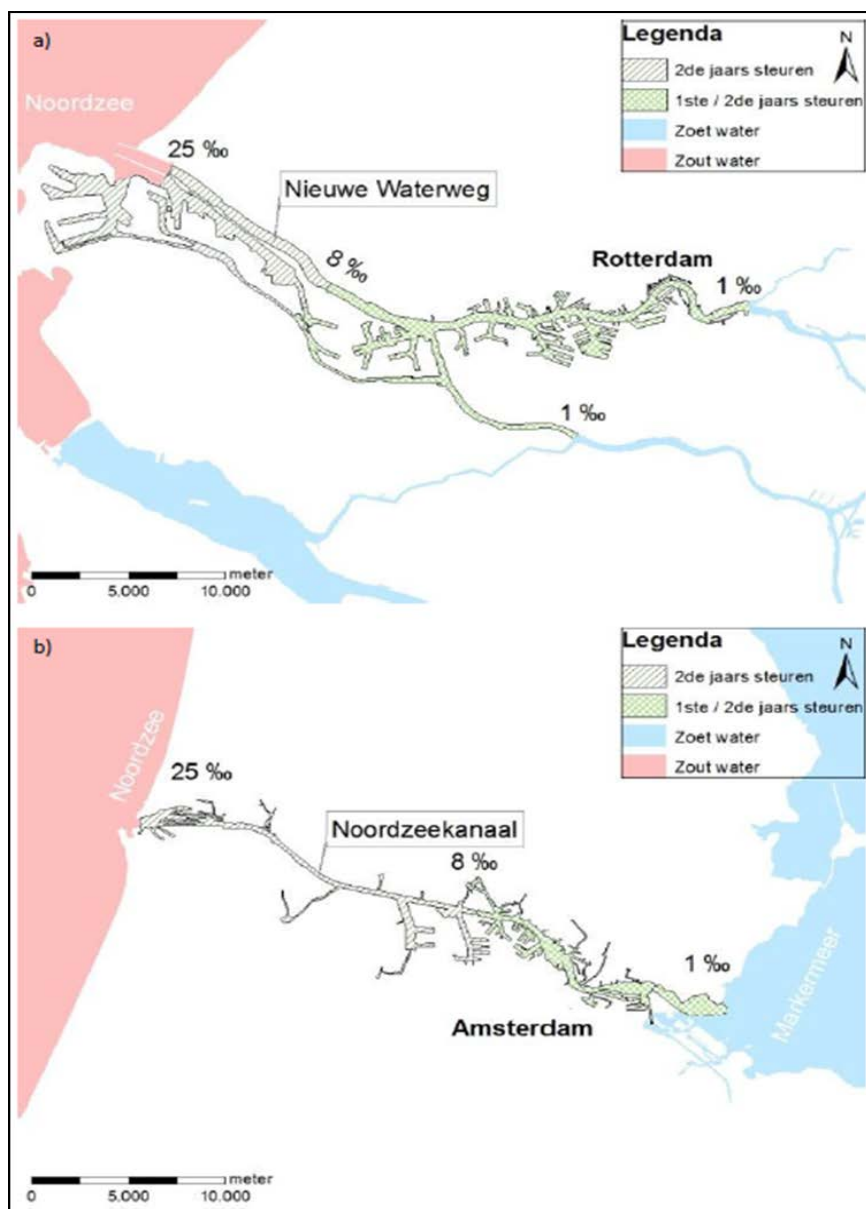 a)
Legenda
N
2de jaars steuren
1ste / 2de jaars steuren
Zoet water
Zout water
Noordzee
25 ‰
Nieuwe Waterweg
8 ‰
Rotterdam
1 ‰
1 ‰
meter
0 5.000 10.000
b)
Legenda
N
2de jaars steuren
1ste / 2de jaars steuren
Zoet water
Zout water
Noordzee
25 ‰
Noordzeekanaal
8 ‰
1 ‰
Amsterdam
Markermeer
meter
0 5.000 10.000